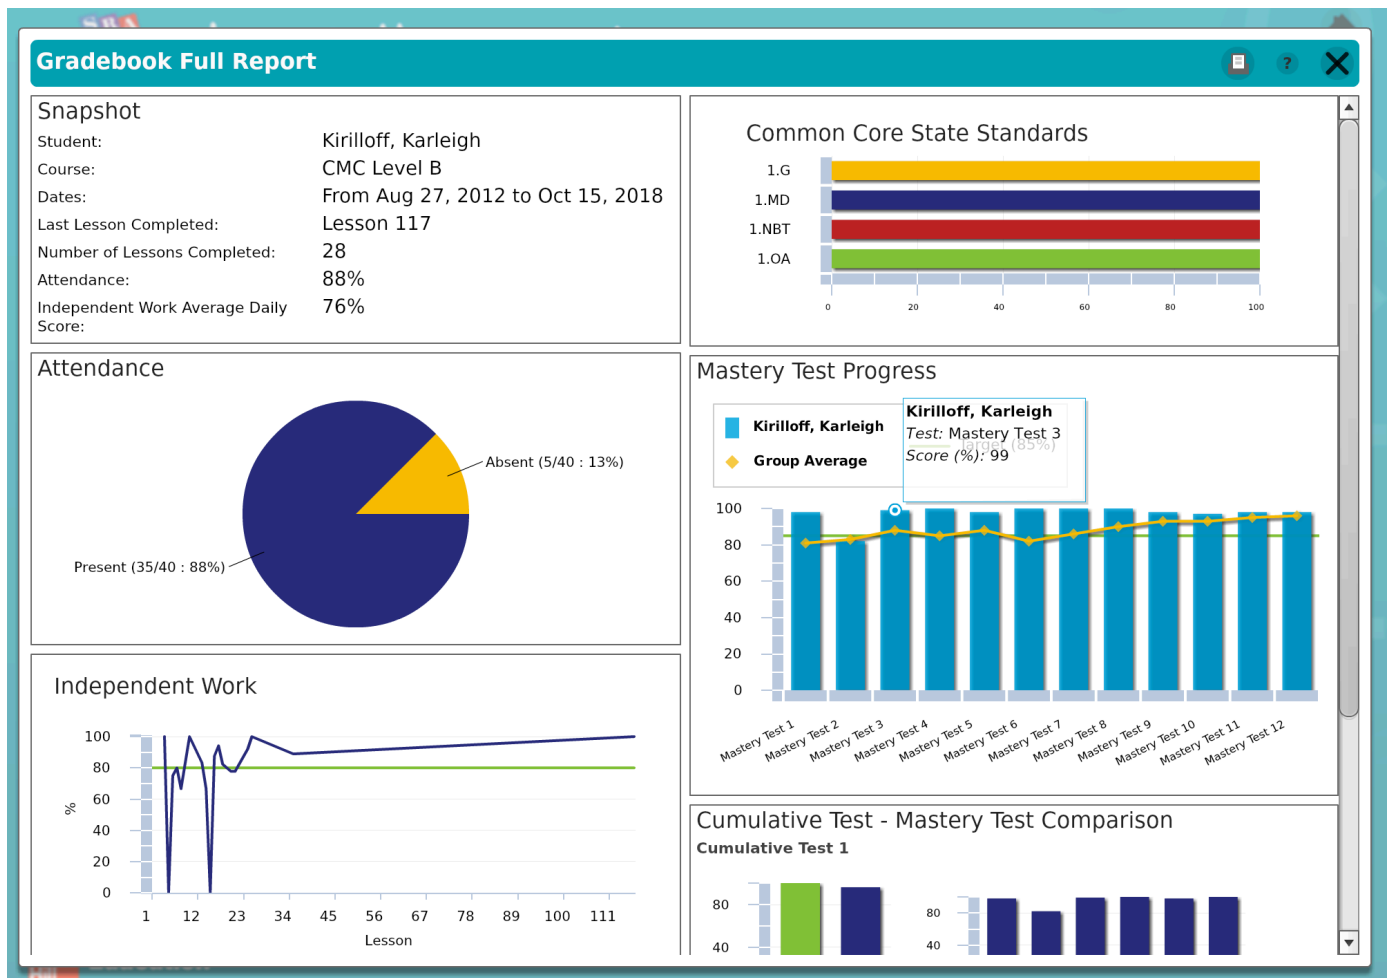 SRA
Gradebook Full Report
?
Snapshot
Student: Kirilloff, Karleigh
Course: CMC Level B
Dates: From Aug 27, 2012 to Oct 15, 2018
Last Lesson Completed: Lesson 117
Number of Lessons Completed: 28
Attendance: 88%
Independent Work Average Daily Score: 76%
Attendance
Absent (5/40 : 13%)
Present (35/40 : 88%)
Independent Work
100
80
60
40
20
0
%
1 12 23 34 45 56 67 78 89 100 111
Lesson
Common Core State Standards
1.G
1.MD
1.NBT
1.OA
0 20 40 60 80 100
Mastery Test Progress
Kirilloff, Karleigh
Group Average
Target (85%)
Kirilloff, Karleigh
Test: Mastery Test 3
Score (%): 99
100
80
60
40
20
0
Mastery Test 1
Mastery Test 2
Mastery Test 3
Mastery Test 4
Mastery Test 5
Mastery Test 6
Mastery Test 7
Mastery Test 8
Mastery Test 9
Mastery Test 10
Mastery Test 11
Mastery Test 12
Cumulative Test - Mastery Test Comparison
Cumulative Test 1
80
40
80
40